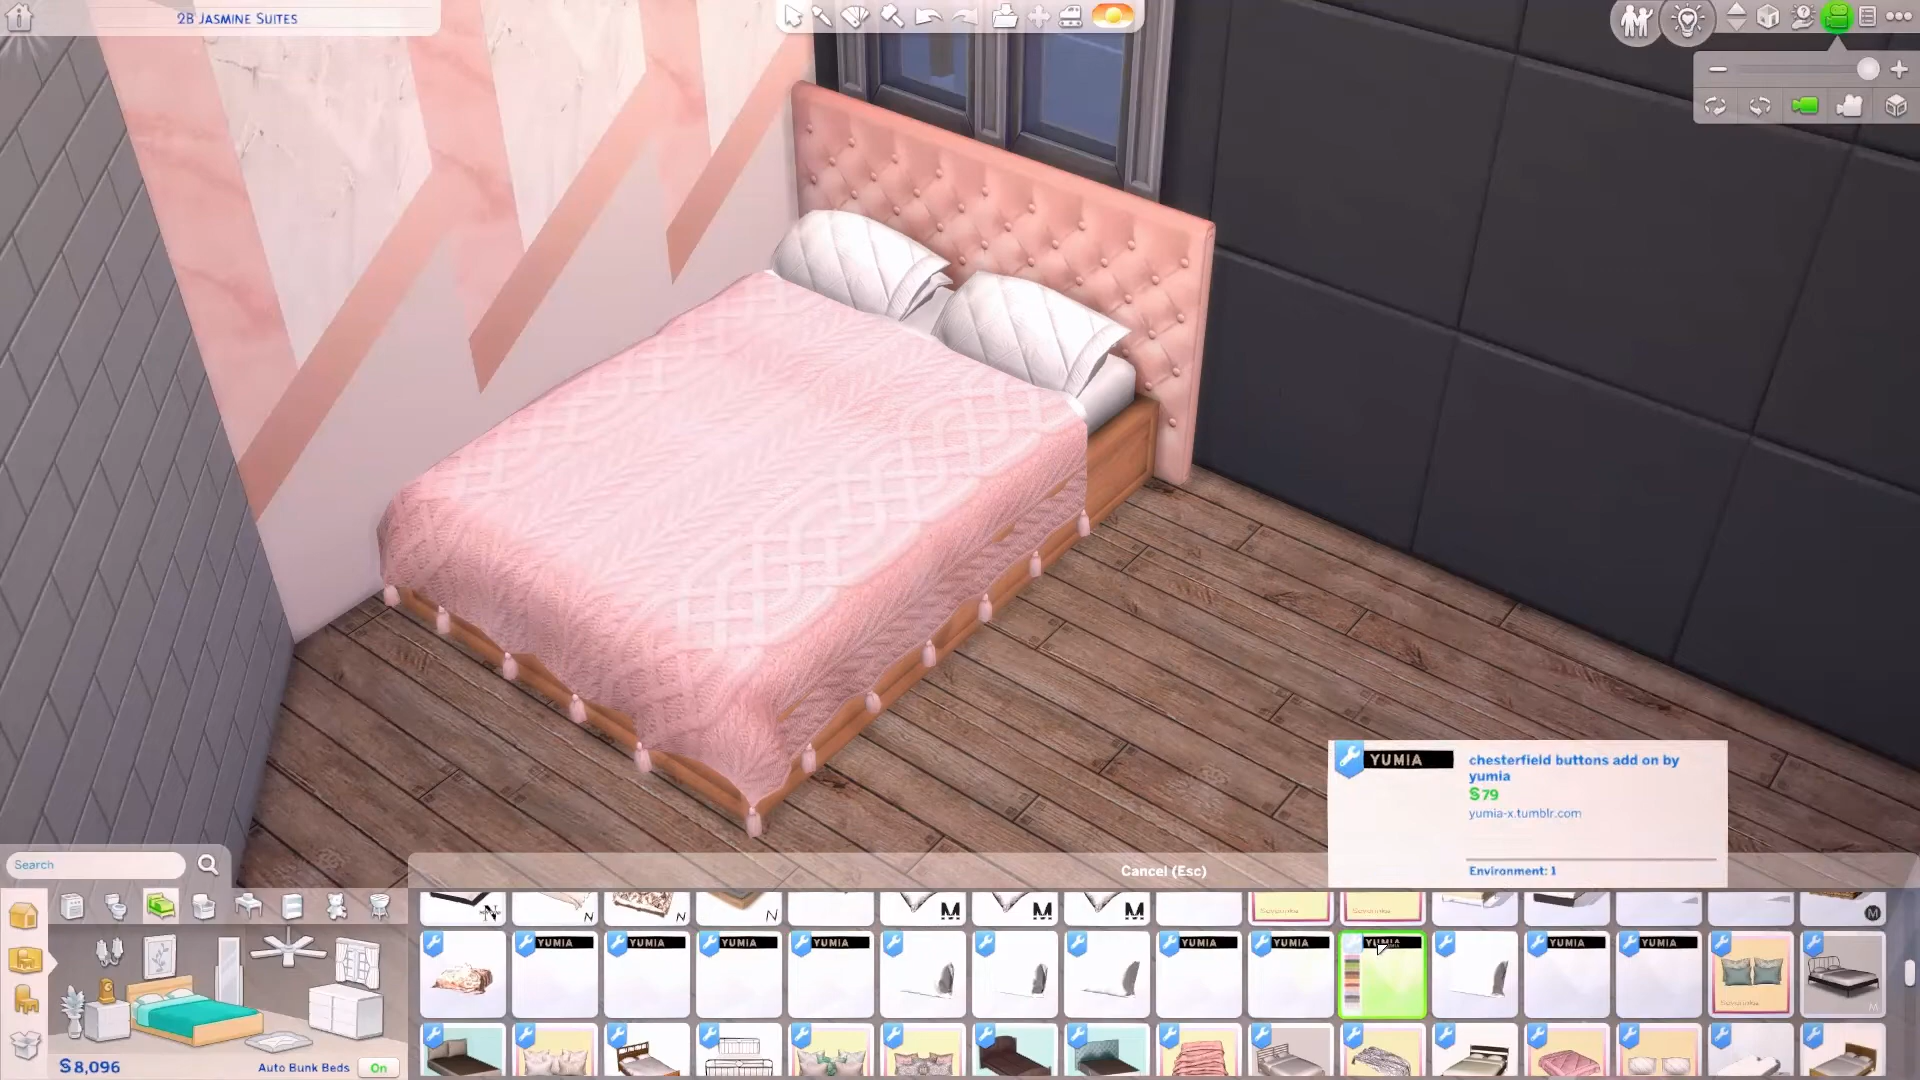 2B JASMINE SUITES
YUMIA
chesterfield buttons add on by
yumia
§79
yumia-x.tumblr.com
Environment: 1
Search
Cancel (Esc)
N
N
N
N
M
M
M
M
YUMIA
YUMIA
YUMIA
YUMIA
YUMIA
YUMIA
YUMIA
YUMIA
YUMIA
M
§8,096
Auto Bunk Beds
On